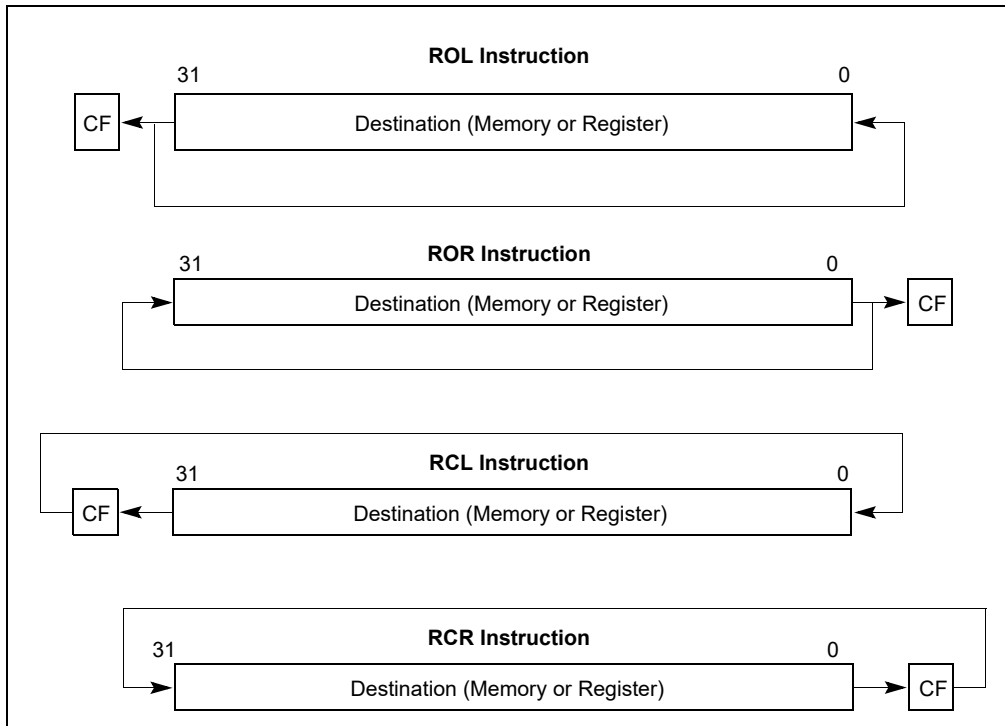 ROL Instruction
31 0
CF Destination (Memory or Register)
ROR Instruction
31 0
Destination (Memory or Register) CF
RCL Instruction
31 0
CF Destination (Memory or Register)
RCR Instruction
31 0
Destination (Memory or Register) CF